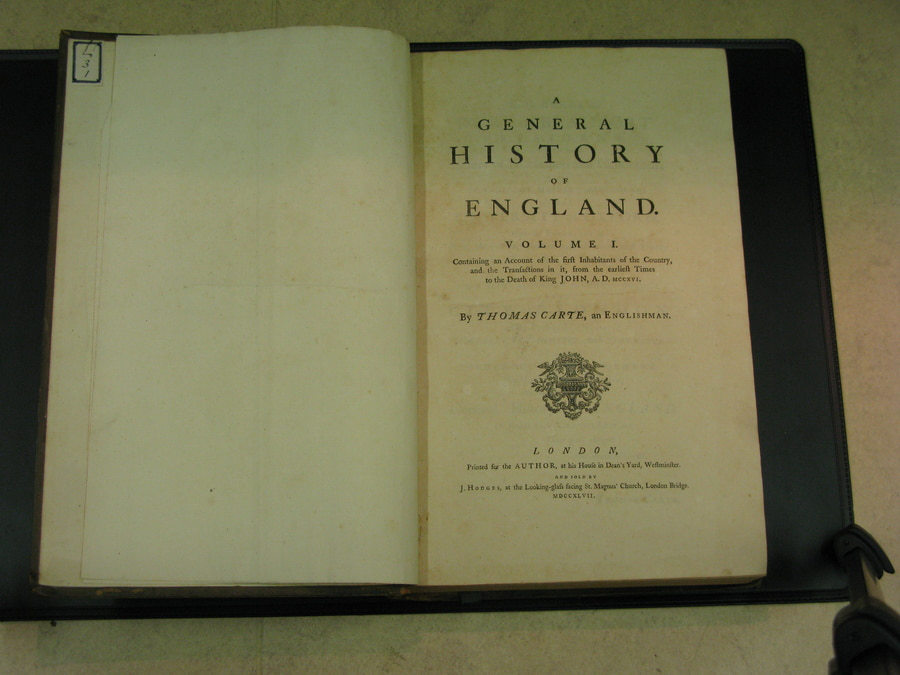 L
3
1
A
GENERAL
HISTORY
OF
ENGLAND.
VOLUME I.
Containing an Account of the firſt Inhabitants of the Country,
and the Tranſactions in it, from the earlieſt Times
to the Death of King JOHN, A.D. MCCXVI.
By THOMAS CARTE, an ENGLISHMAN.
LONDON,
Printed for the AUTHOR, at his Houſe in Dean's Yard, Weſtminſter.
AND SOLD BY
J. HODGES, at the Looking-glaſs facing St. Magnus' Church, London Bridge.
MDCCXLVII.